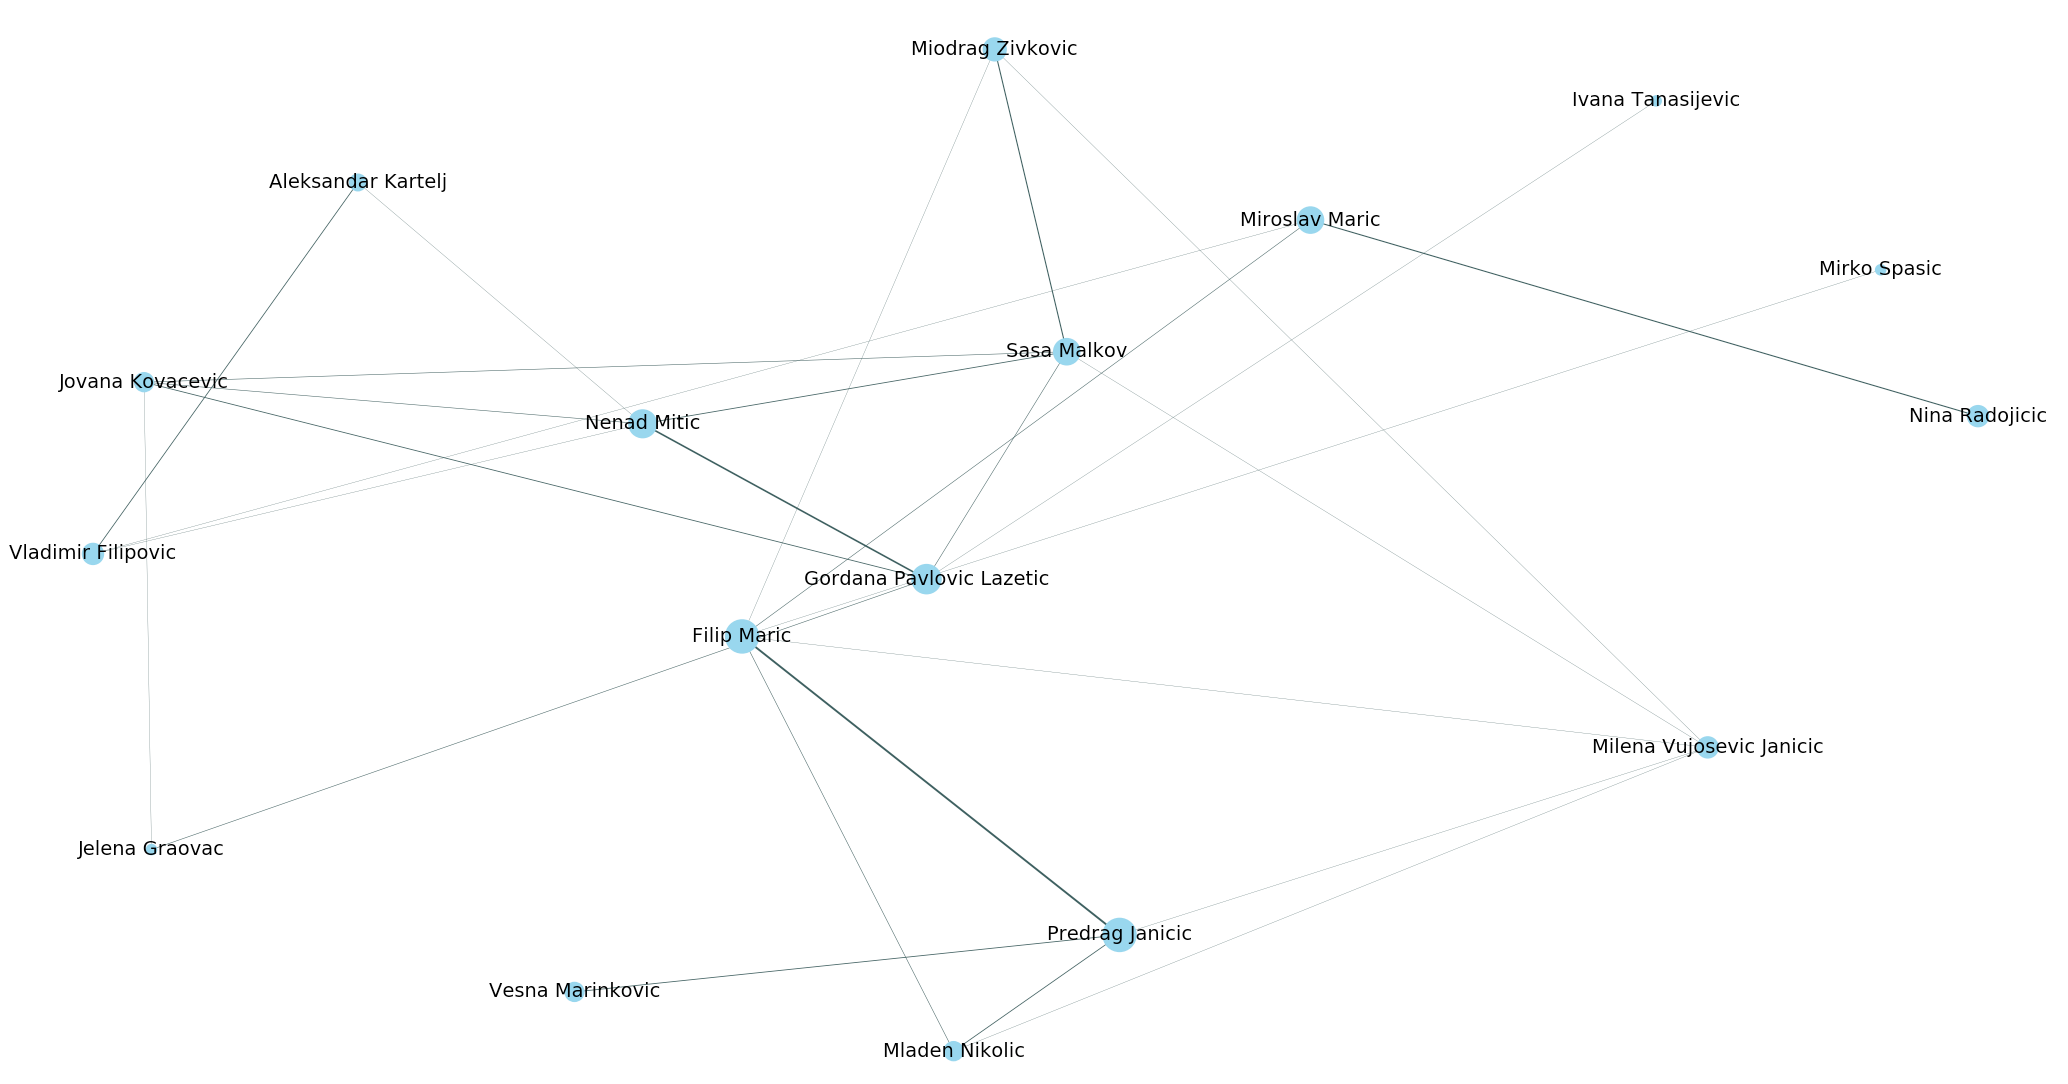 Miodrag Zivkovic
Ivana Tanasijevic
Aleksandar Kartelj
Miroslav Maric
Mirko Spasic
Sasa Malkov
Jovana Kovacevic
Nina Radojicic
Nenad Mitic
Vladimir Filipovic
Gordana Pavlovic Lazetic
Filip Maric
Milena Vujosevic Janicic
Jelena Graovac
Predrag Janicic
Vesna Marinkovic
Mladen Nikolic